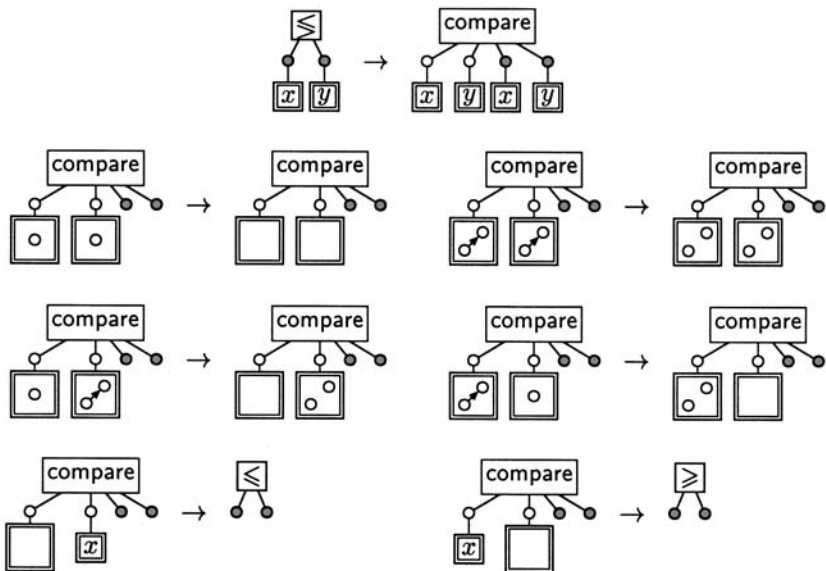 ≶ compare
→
x y x y x y
compare compare compare compare
→ →
compare compare compare compare
→ →
compare ⩽ compare ⩾
→ →
x x